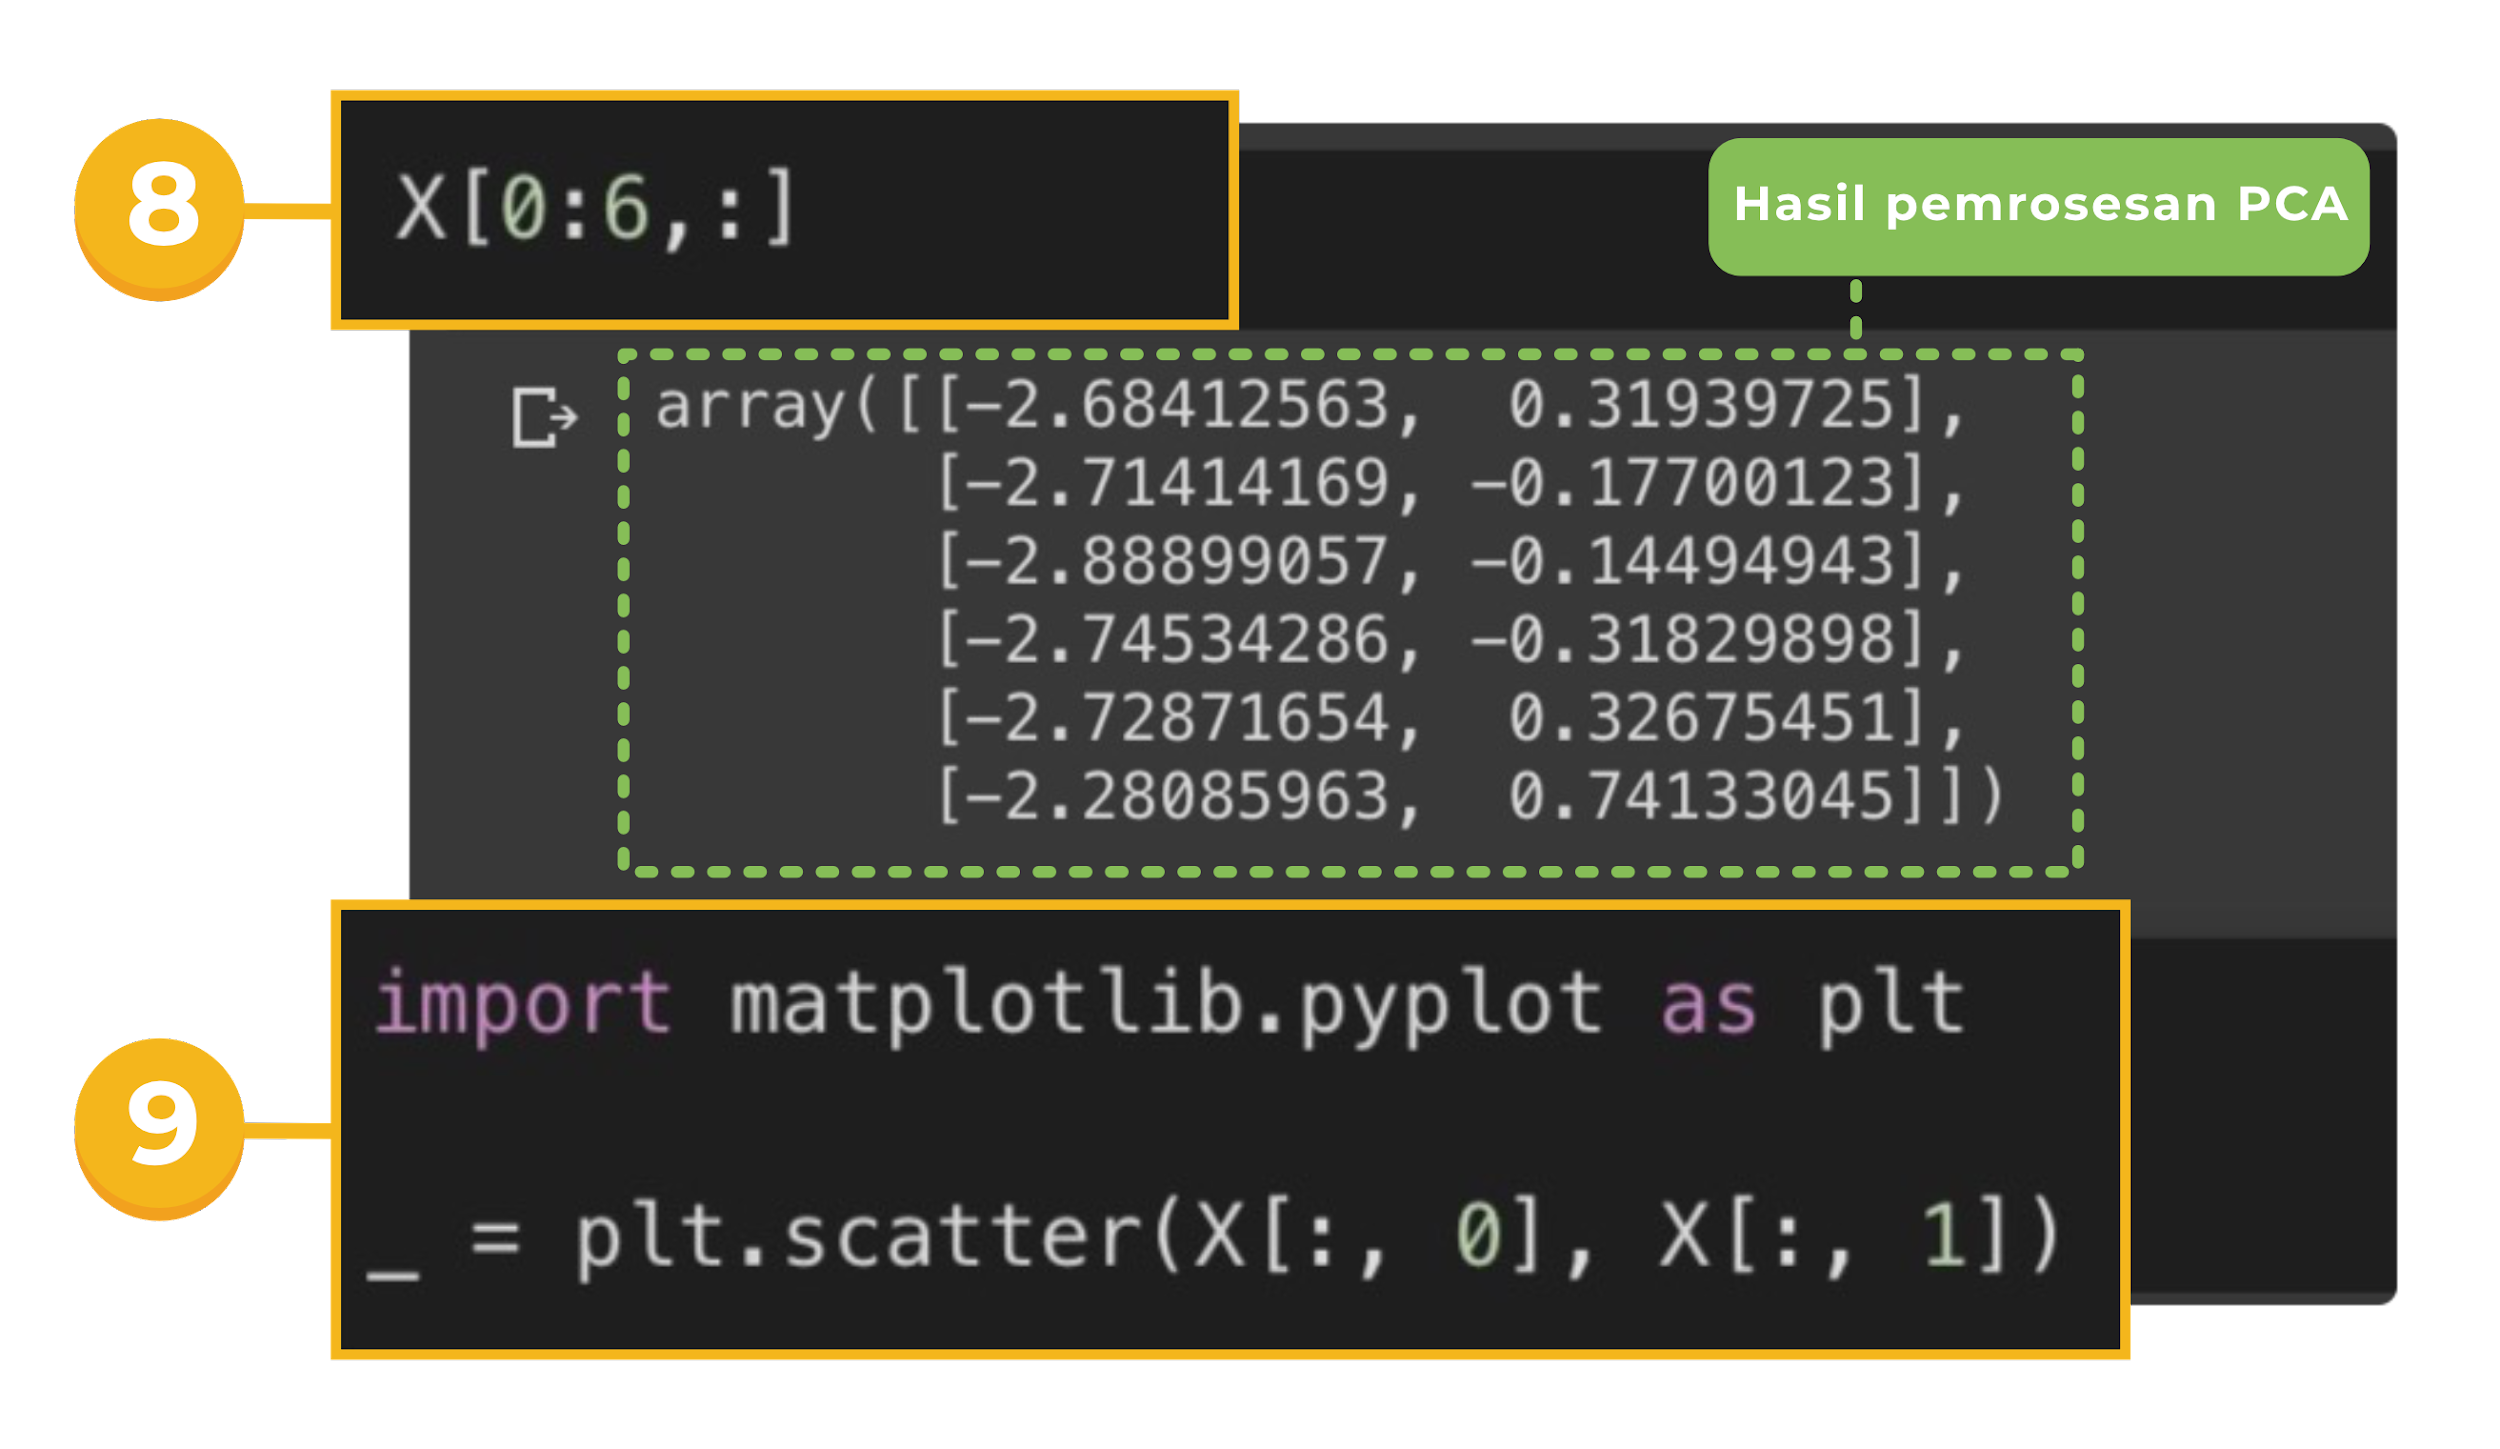 8
X[0:6,:]
Hasil pemrosesan PCA
array([[-2.68412563,  0.31939725],
[-2.71414169, -0.17700123],
[-2.88899057, -0.14494943],
[-2.74534286, -0.31829898],
[-2.72871654,  0.32675451],
[-2.28085963,  0.74133045]])
9
import matplotlib.pyplot as plt
_ = plt.scatter(X[:, 0], X[:, 1])